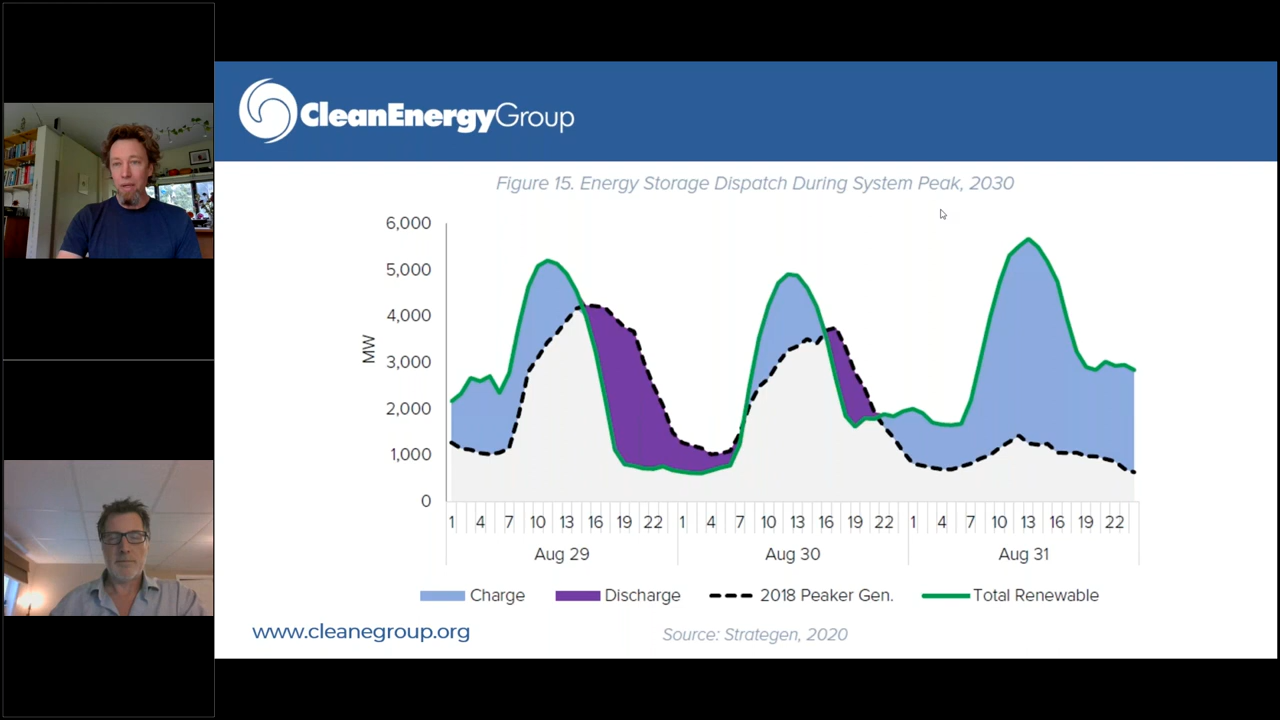 CleanEnergyGroup
Figure 15. Energy Storage Dispatch During System Peak, 2030
6,000
5,000
4,000
3,000
2,000
1,000
0
MW
1 4 7 10 13 16 19 22 1 4 7 10 13 16 19 22 1 4 7 10 13 16 19 22
Aug 29 Aug 30 Aug 31
Charge Discharge 2018 Peaker Gen. Total Renewable
www.cleanegroup.org
Source: Strategen, 2020